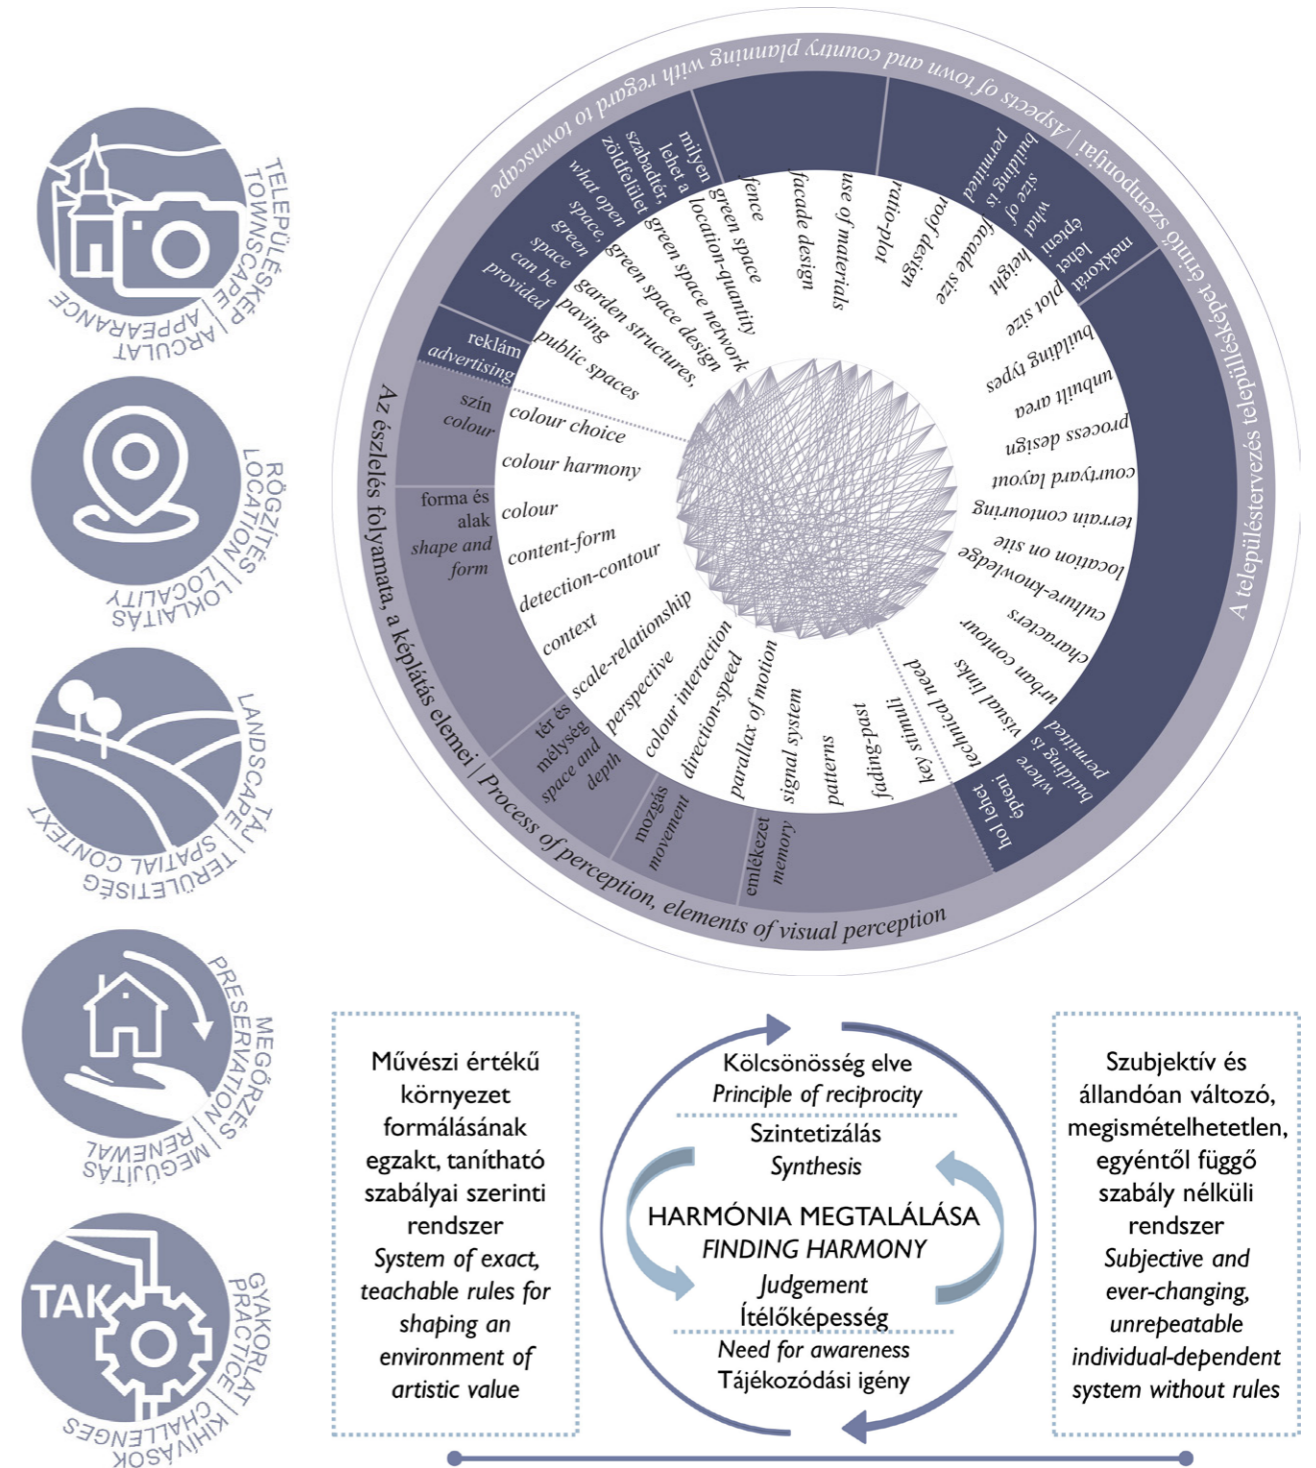 TELEPÜLÉSKÉP | ARCULAT
TOWNSCAPE | APPEARANCE
RÖGZÍTÉS | LOKLAITÁS
LOCATION | LOCALITY
TÁJ | TERÜLETISÉG
LANDSCAPE | SPATIAL CONTEXT
MEGŐRZÉS | MEGÚJÍTÁS
PRESERVATION | RENEWAL
TAK
GYAKORLAT | KIHÍVÁSOK
PRACTICE | CHALLENGES
A településtervezés településképet érintő szempontjai | Aspects of town and country planning with regard to townscape
Az észlelés folyamata, a képlátás elemei | Process of perception, elements of visual perception
milyen
lehet a
szabadtér,
zöldfelület
what open
space,
green
space
can be
provided
reklám
advertising
szín
colour
forma és
alak
shape and
form
tér és
mélység
space and
depth
mozgás
movement
emlékezet
memory
hol lehet
építeni
where
building is
permitted
mekkorát
lehet
építeni
what
size of
building is
permitted
fence
facade design
use of materials
ratio-plot
roof design
facade size
height
plot size
building types
unbuilt area
process design
courtyard layout
terrain contouring
location on site
culture-knowledge
characters
urban contour
visual links
technical need
key stimuli
fading-past
patterns
signal system
parallax of motion
direction-speed
colour interaction
perspective
scale-relationship
context
detection-contour
content-form
colour
colour harmony
colour choice
public spaces
paving
garden structures,
green space design
green space network
location-quantity
green space
Művészi értékű
környezet
formálásának
egzakt, tanítható
szabályai szerinti
rendszer
System of exact,
teachable rules for
shaping an
environment of
artistic value
Kölcsönösség elve
Principle of reciprocity
Szintetizálás
Synthesis
HARMÓNIA MEGTALÁLÁSA
FINDING HARMONY
Judgement
Ítélőképesség
Need for awareness
Tájékozódási igény
Szubjektív és
állandóan változó,
megismételhetetlen,
egyéntől függő
szabály nélküli
rendszer
Subjective and
ever-changing,
unrepeatable
individual-dependent
system without rules